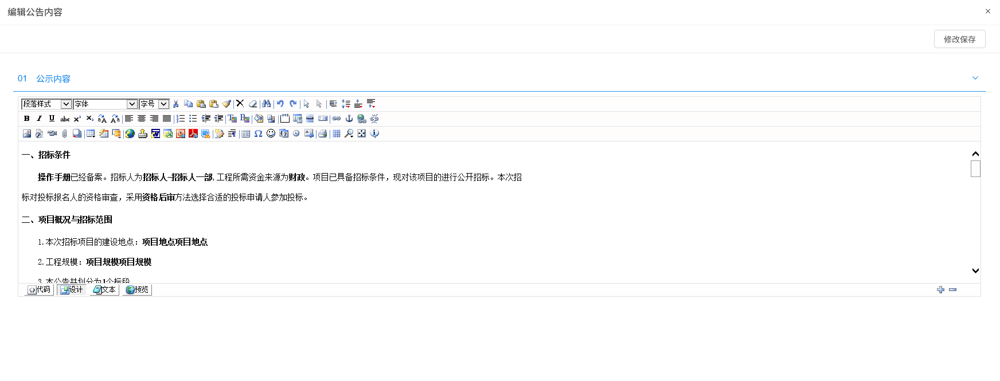 编辑公告内容
×
修改保存
01 公示内容
段落样式 字体 字号
一、招标条件
操作手册已经备案。招标人为招标人-招标人一部,工程所需资金来源为财政。项目已具备招标条件，现对该项目的进行公开招标。本次招
标对投标报名人的资格审查，采用资格后审方法选择合适的投标申请人参加投标。
二、项目概况与招标范围
1.本次招标项目的建设地点：项目地点项目地点
2.工程规模：项目规模项目规模
3.本公告共划分为1个标段
代码 设计 文本 预览